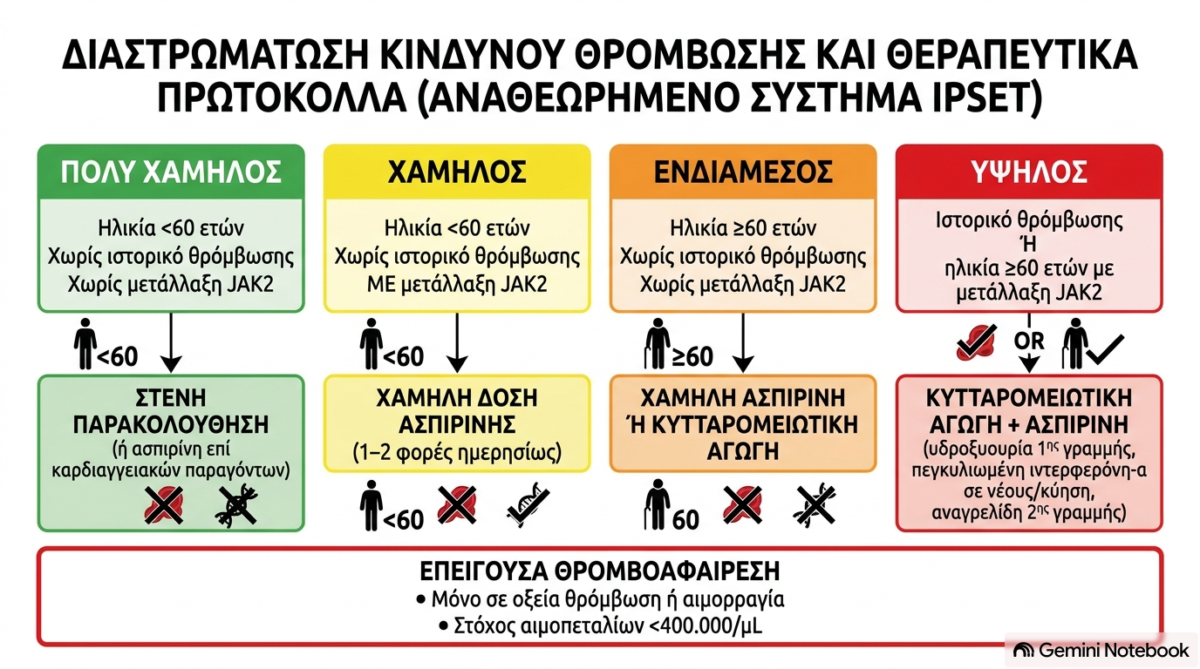 ΔΙΑΣΤΡΩΜΑΤΩΣΗ ΚΙΝΔΥΝΟΥ ΘΡΟΜΒΩΣΗΣ ΚΑΙ ΘΕΡΑΠΕΥΤΙΚΑ
ΠΡΩΤΟΚΟΛΛΑ (ΑΝΑΘΕΩΡΗΜΕΝΟ ΣΥΣΤΗΜΑ IPSET)
ΠΟΛΥ ΧΑΜΗΛΟΣ
Ηλικία <60 ετών
Χωρίς ιστορικό θρόμβωσης
Χωρίς μετάλλαξη JAK2
<60
ΣΤΕΝΗ
ΠΑΡΑΚΟΛΟΥΘΗΣΗ
(ή ασπιρίνη επί
καρδιαγγειακών παραγόντων)
ΧΑΜΗΛΟΣ
Ηλικία <60 ετών
Χωρίς ιστορικό θρόμβωσης
ΜΕ μετάλλαξη JAK2
<60
ΧΑΜΗΛΗ ΔΟΣΗ
ΑΣΠΙΡΙΝΗΣ
(1–2 φορές ημερησίως)
<60
ΕΝΔΙΑΜΕΣΟΣ
Ηλικία ≥60 ετών
Χωρίς ιστορικό θρόμβωσης
Χωρίς μετάλλαξη JAK2
≥60
ΧΑΜΗΛΗ ΑΣΠΙΡΙΝΗ
Ή ΚΥΤΤΑΡΟΜΕΙΩΤΙΚΗ
ΑΓΩΓΗ
60
ΥΨΗΛΟΣ
Ιστορικό θρόμβωσης
Ή
ηλικία ≥60 ετών με
μετάλλαξη JAK2
OR
ΚΥΤΤΑΡΟΜΕΙΩΤΙΚΗ
ΑΓΩΓΗ + ΑΣΠΙΡΙΝΗ
(υδροξυουρία 1ης γραμμής,
πεγκυλιωμένη ιντερφερόνη-α
σε νέους/κύηση,
αναγρελίδη 2ης γραμμής)
ΕΠΕΙΓΟΥΣΑ ΘΡΟΜΒΟΑΦΑΙΡΕΣΗ
• Μόνο σε οξεία θρόμβωση ή αιμορραγία
• Στόχος αιμοπεταλίων <400.000/μL
Gemini Notebook